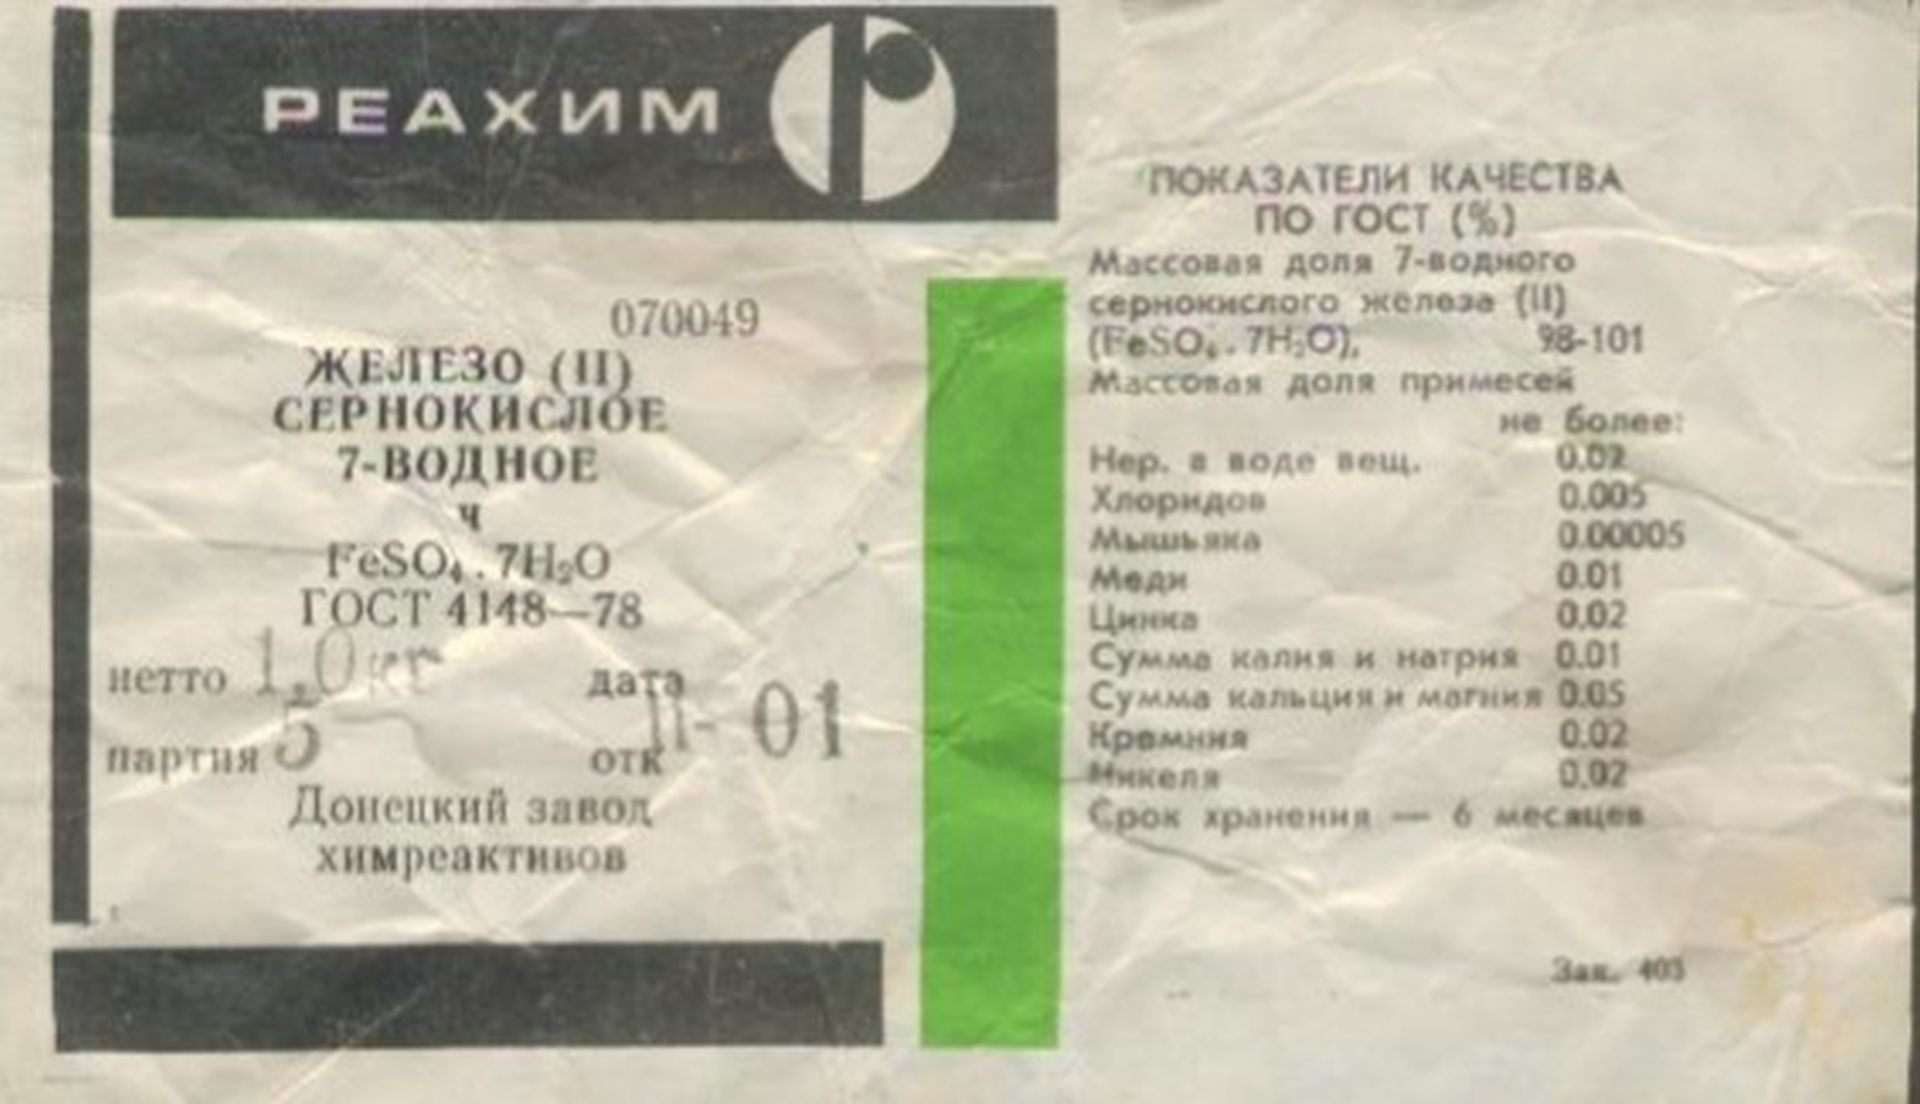 РЕАХИМ
070049
ЖЕЛЕЗО (II)
СЕРНОКИСЛОЕ
7-ВОДНОЕ
ч
FeSO₄ . 7H₂O
ГОСТ 4148—78
нетто 1,0 кг дата
партия 5 отк II- 01
Донецкий завод
химреактивов
ПОКАЗАТЕЛИ КАЧЕСТВА
ПО ГОСТ (%)
Массовая доля 7-водного
сернокислого железа (II)
(FeSO₄ . 7H₂O), 98-101
Массовая доля примесей
не более:
Нер. в воде вещ. 0.02
Хлоридов 0.005
Мышьяка 0.00005
Меди 0.01
Цинка 0.02
Сумма калия и натрия 0.01
Сумма кальция и магния 0.05
Кремния 0.02
Никеля 0.02
Срок хранения — 6 месяцев
Зак. 405